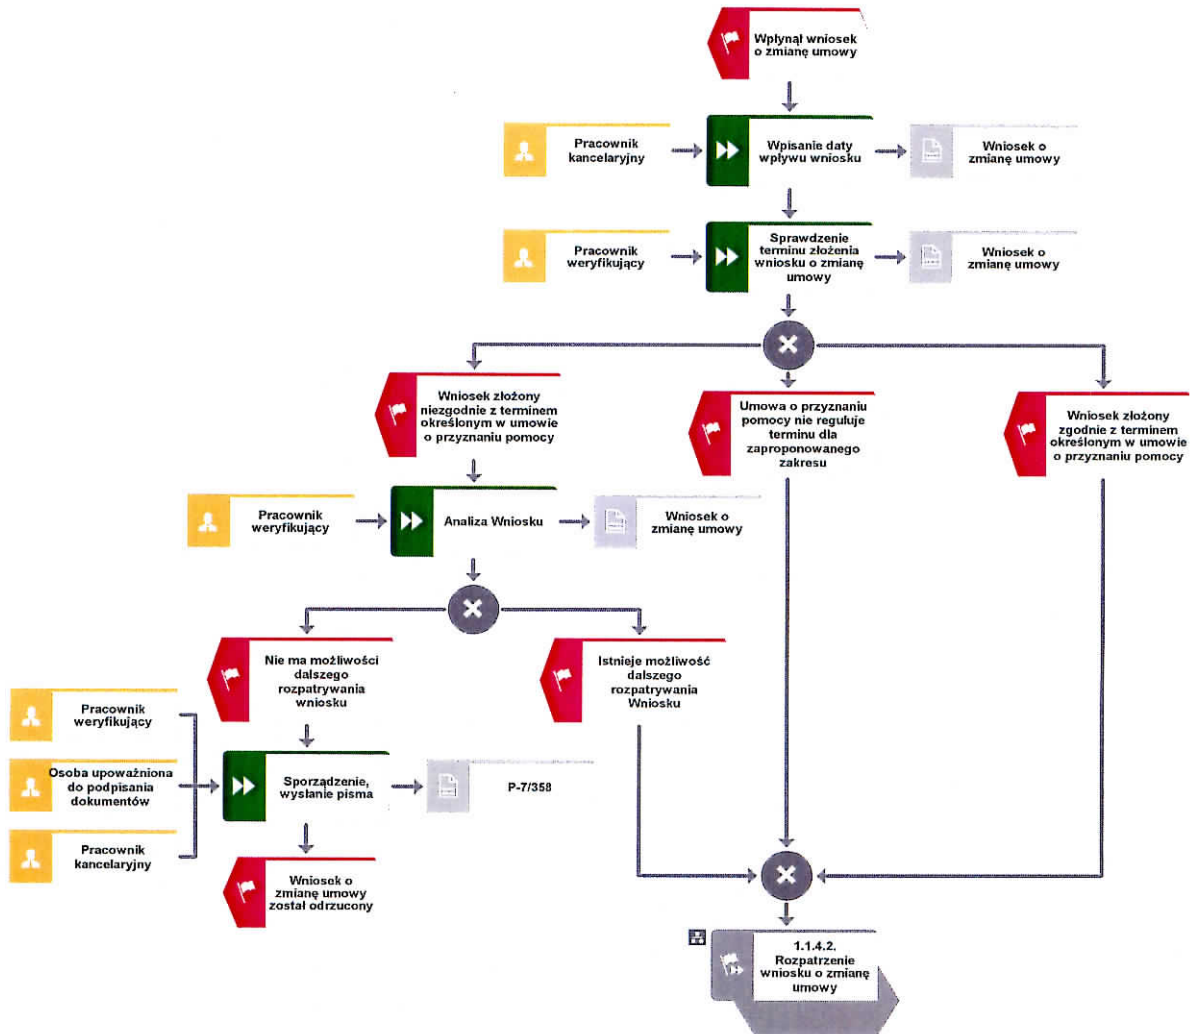 Wpłynął wniosek
o zmianę umowy
Pracownik
kancelaryjny
Wpisanie daty
wpływu wniosku
Wniosek o
zmianę umowy
Pracownik
weryfikujący
Sprawdzenie
terminu złożenia
wniosku o zmianę
umowy
Wniosek o
zmianę umowy
Wniosek złożony
niezgodnie z terminem
określonym w umowie
o przyznaniu pomocy
Umowa o przyznaniu
pomocy nie reguluje
terminu dla
zaproponowanego
zakresu
Wniosek złożony
zgodnie z terminem
określonym w umowie
o przyznaniu pomocy
Pracownik
weryfikujący
Analiza Wniosku
Wniosek o
zmianę umowy
Nie ma możliwości
dalszego
rozpatrywania
wniosku
Istnieje możliwość
dalszego
rozpatrywania
Wniosku
Pracownik
weryfikujący
Osoba upoważniona
do podpisania
dokumentów
Pracownik
kancelaryjny
Sporządzenie,
wysłanie pisma
P-7/358
Wniosek o
zmianę umowy
został odrzucony
1.1.4.2.
Rozpatrzenie
wniosku o zmianę
umowy